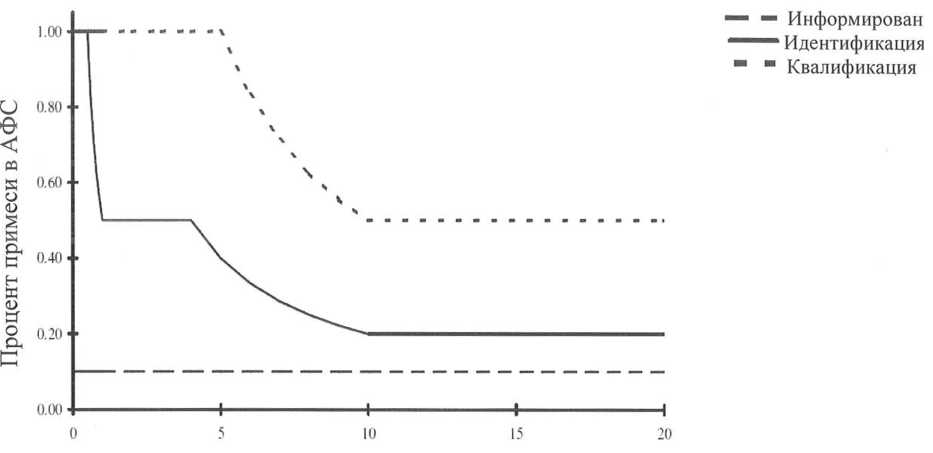 Информирован
Идентификация
Квалификация
Процент примеси в АФС
1.00
0.80
0.60
0.40
0.20
0.00
0 5 10 15 20